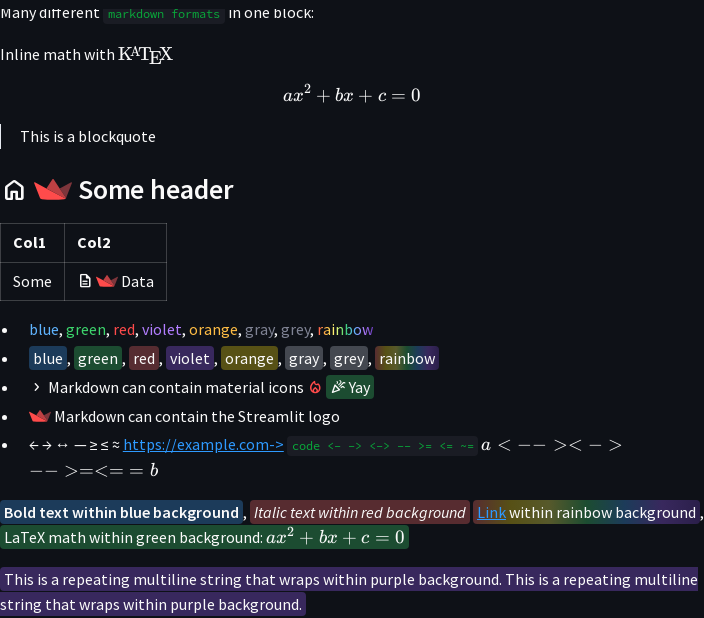 Many different markdown formats in one block:
Inline math with KATEX
ax² + bx + c = 0
This is a blockquote
Some header
Col1 Col2
Some Data
blue, green, red, violet, orange, gray, grey, rainbow
blue, green, red, violet, orange, gray, grey, rainbow
Markdown can contain material icons Yay
Markdown can contain the Streamlit logo
← → ↔ — ≥ ≤ ≈ https://example.com-> code <- -> <-> -- >= <= ~= a < −− >< − >
−− >=<= = b
Bold text within blue background, Italic text within red background Link within rainbow background,
LaTeX math within green background: ax² + bx + c = 0
This is a repeating multiline string that wraps within purple background. This is a repeating multiline
string that wraps within purple background.